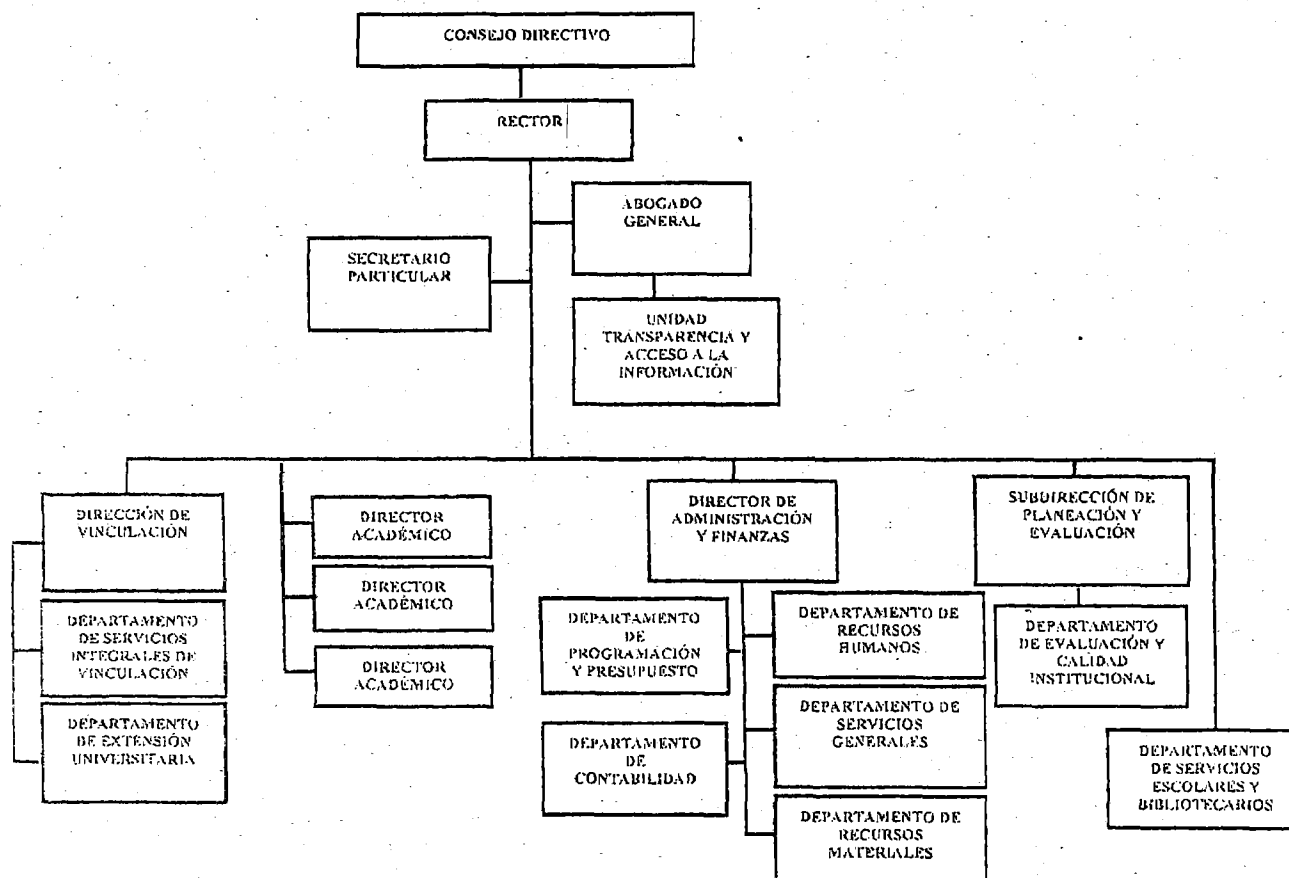 CONSEJO DIRECTIVO
RECTOR
ABOGADO
GENERAL
SECRETARIO
PARTICULAR
UNIDAD
TRANSPARENCIA Y
ACCESO A LA
INFORMACIÓN
DIRECCIÓN DE
VINCULACIÓN
DEPARTAMENTO
DE SERVICIOS
INTEGRALES DE
VINCULACIÓN
DEPARTAMENTO
DE EXTENSIÓN
UNIVERSITARIA
DIRECTOR
ACADÉMICO
DIRECTOR
ACADÉMICO
DIRECTOR
ACADÉMICO
DIRECTOR DE
ADMINISTRACIÓN
Y FINANZAS
DEPARTAMENTO
DE
PROGRAMACIÓN
Y PRESUPUESTO
DEPARTAMENTO
DE
CONTABILIDAD
DEPARTAMENTO DE
RECURSOS
HUMANOS
DEPARTAMENTO DE
SERVICIOS
GENERALES
DEPARTAMENTO DE
RECURSOS
MATERIALES
SUBDIRECCIÓN DE
PLANEACIÓN Y
EVALUACIÓN
DEPARTAMENTO
DE EVALUACIÓN Y
CALIDAD
INSTITUCIONAL
DEPARTAMENTO
DE SERVICIOS
ESCOLARES Y
BIBLIOTECARIOS